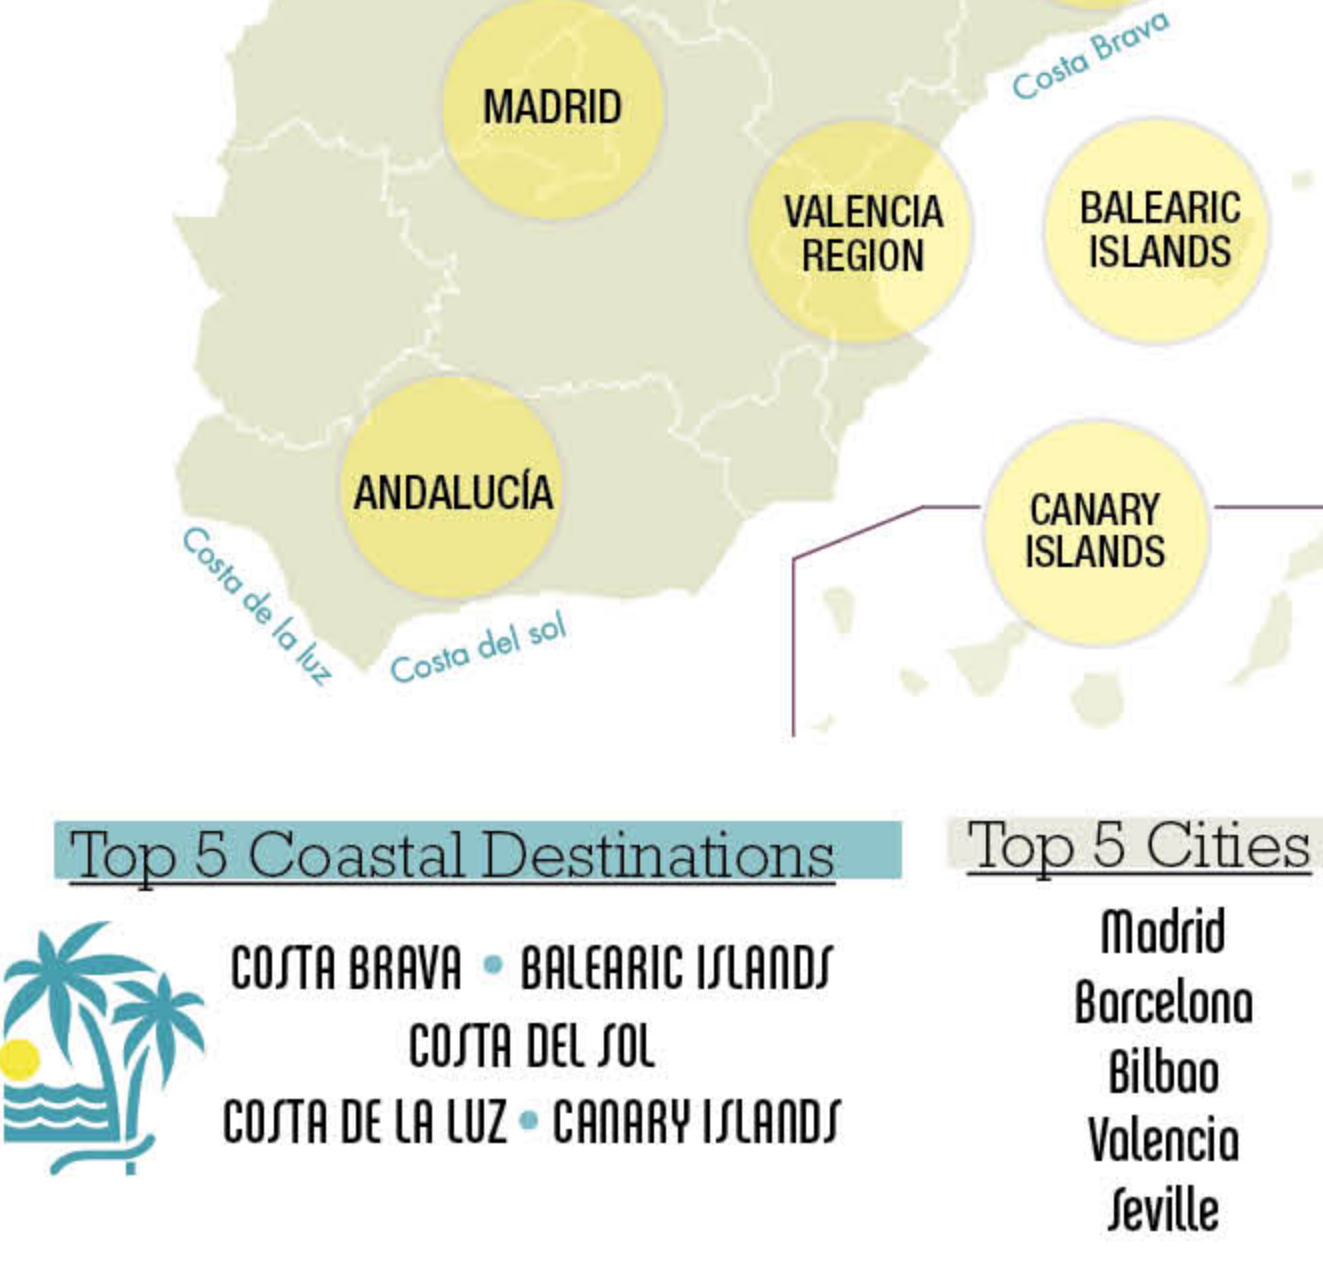 Costa Brava
MADRID
VALENCIA
REGION
BALEARIC
ISLANDS
ANDALUCÍA
CANARY
ISLANDS
Costa de la luz
Costa del sol
Top 5 Coastal Destinations
COSTA BRAVA • BALEARIC ISLANDS
COSTA DEL SOL
COSTA DE LA LUZ • CANARY ISLANDS
Top 5 Cities
Madrid
Barcelona
Bilbao
Valencia
Seville